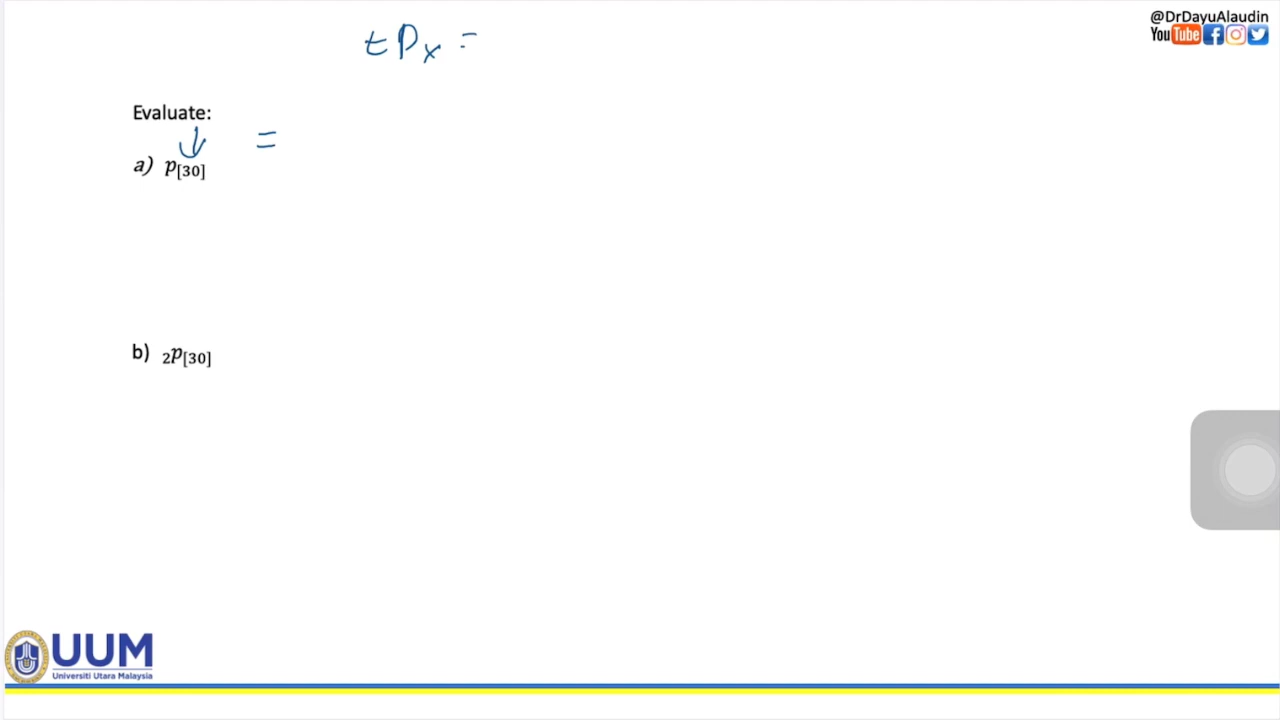 @DrDayuAlaudin
YouTube
tPx =
Evaluate:
=
a) p[30]
b) 2p[30]
UUM
Universiti Utara Malaysia